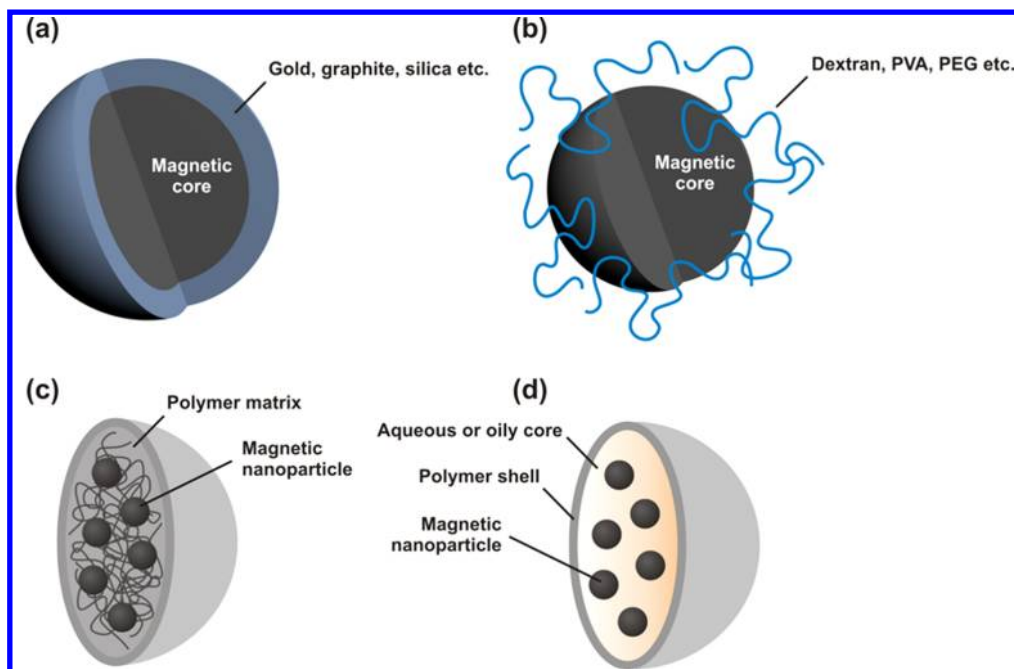 (a)
Gold, graphite, silica etc.
Magnetic
core
(b)
Dextran, PVA, PEG etc.
Magnetic
core
(c)
Polymer matrix
Magnetic
nanoparticle
(d)
Aqueous or oily core
Polymer shell
Magnetic
nanoparticle